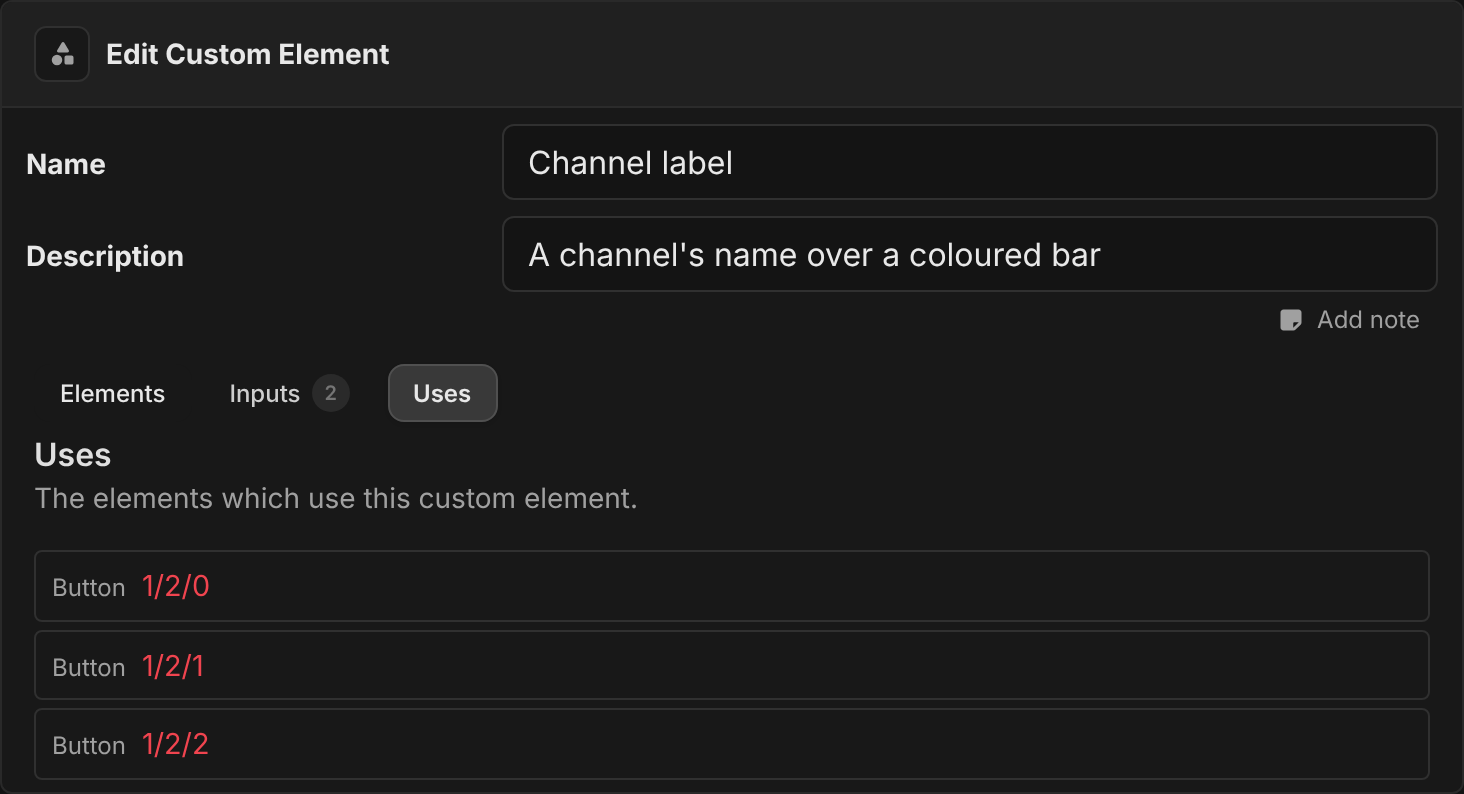 Edit Custom Element
Name
Channel label
Description
A channel's name over a coloured bar
Add note
Elements Inputs 2 Uses
Uses
The elements which use this custom element.
Button 1/2/0
Button 1/2/1
Button 1/2/2